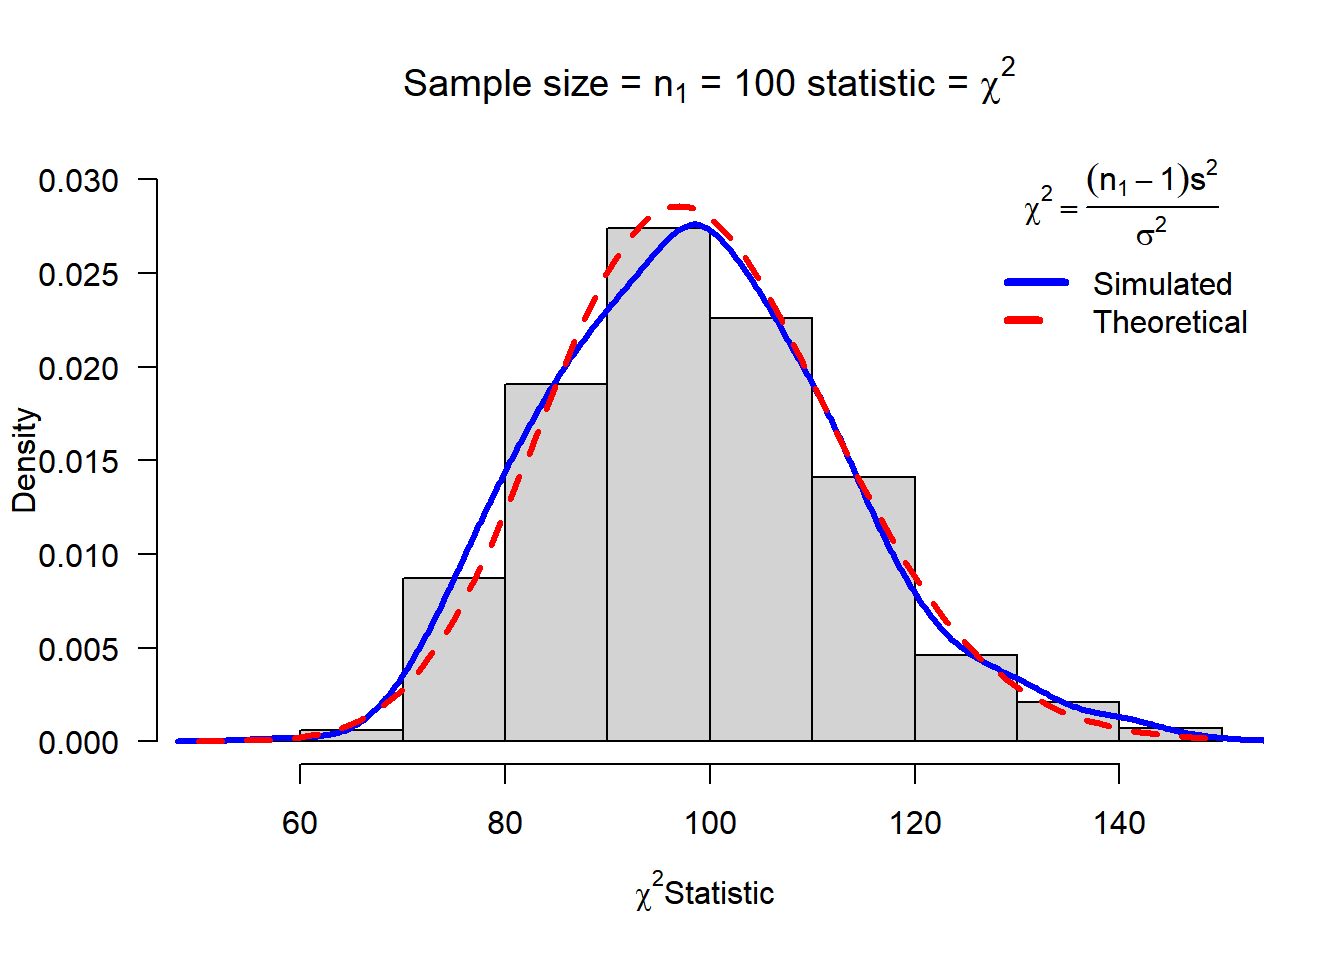 Sample size = n₁ = 100 statistic = χ²
χ² = (n₁ − 1)s² / σ²
Simulated
Theoretical
Density
0.030
0.025
0.020
0.015
0.010
0.005
0.000
60 80 100 120 140
χ²Statistic